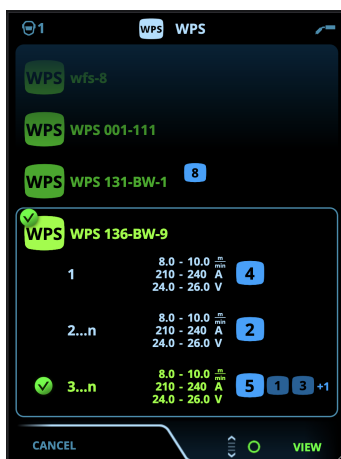 1 WPS WPS
WPS wfs-8
WPS WPS 001-111
WPS WPS 131-BW-1 8
WPS WPS 136-BW-9
1 8.0 - 10.0 m/min 4
210 - 240 A
24.0 - 26.0 V
2...n 8.0 - 10.0 m/min 2
210 - 240 A
24.0 - 26.0 V
3...n 8.0 - 10.0 m/min 5 1 3 +1
210 - 240 A
24.0 - 26.0 V
CANCEL VIEW